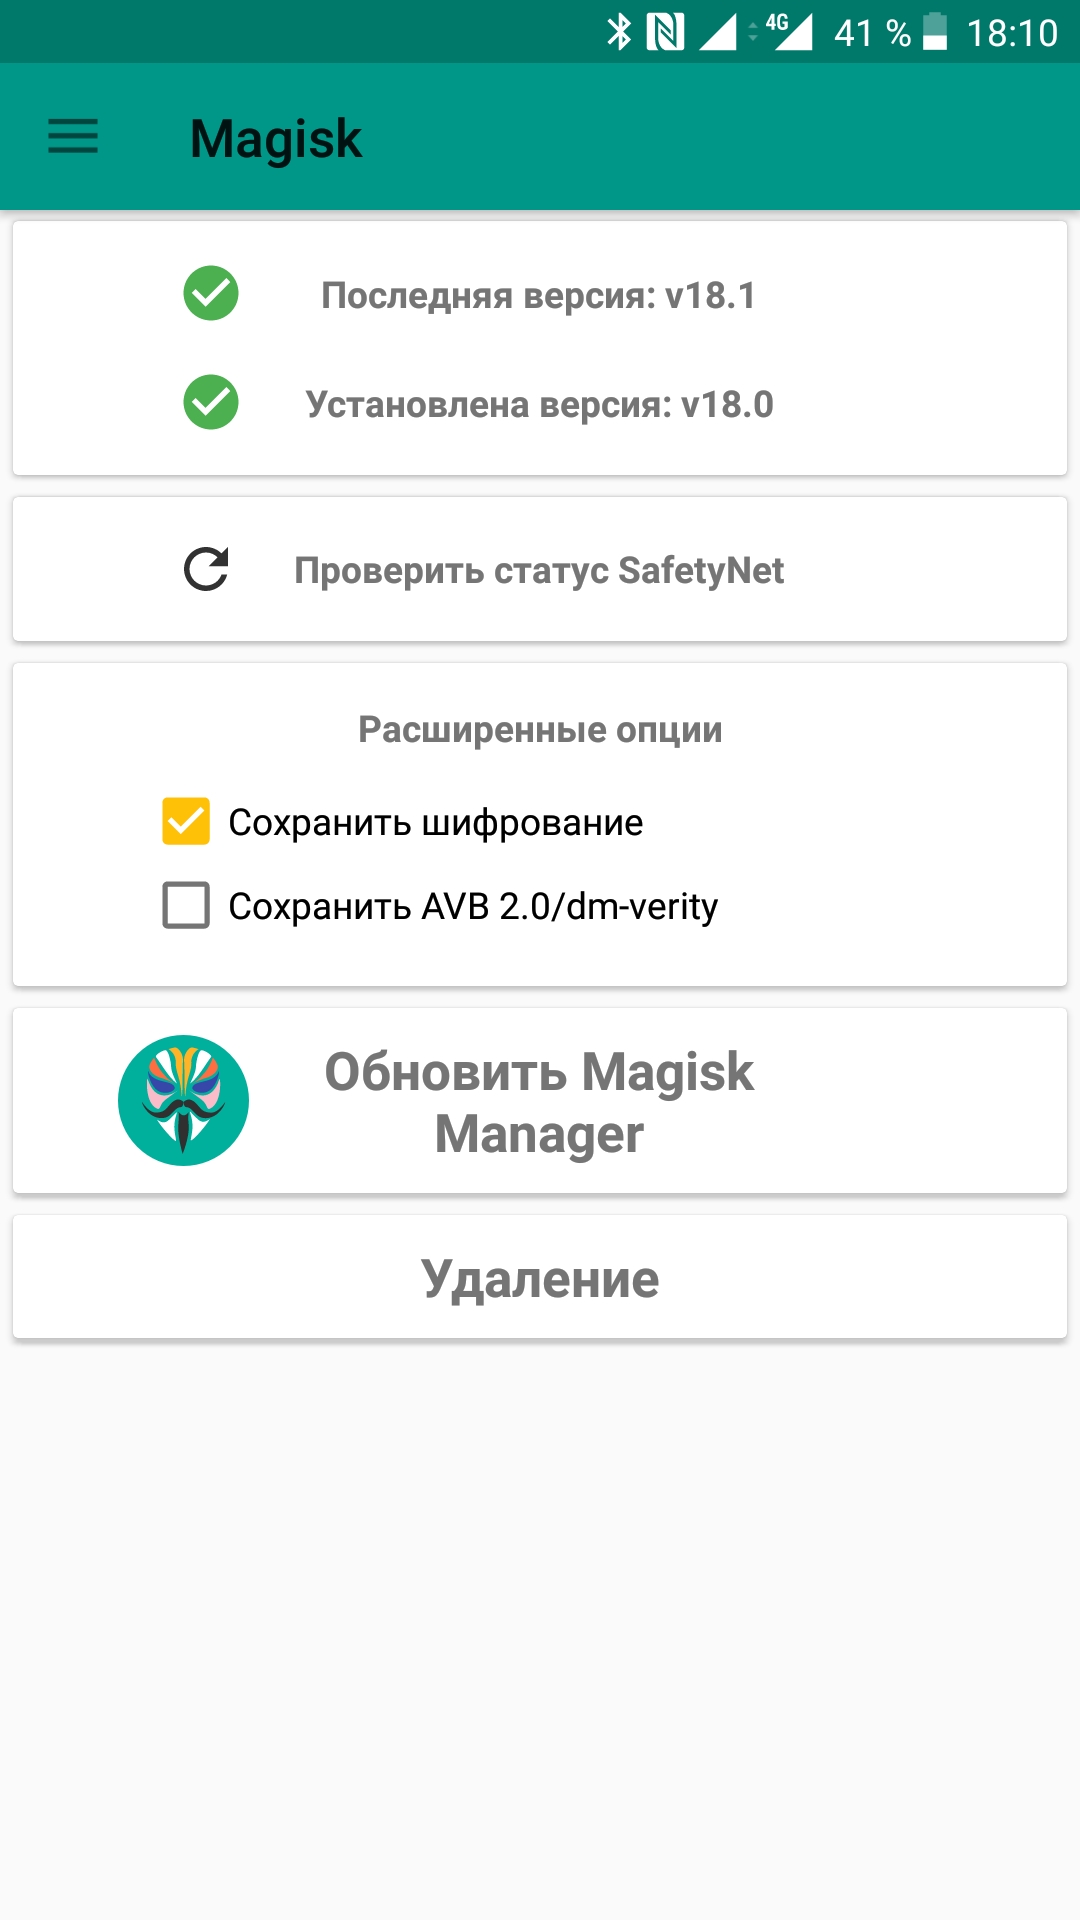 4G 41 % 18:10
Magisk
Последняя версия: v18.1
Установлена версия: v18.0
Проверить статус SafetyNet
Расширенные опции
Сохранить шифрование
Сохранить AVB 2.0/dm-verity
Обновить Magisk
Manager
Удаление